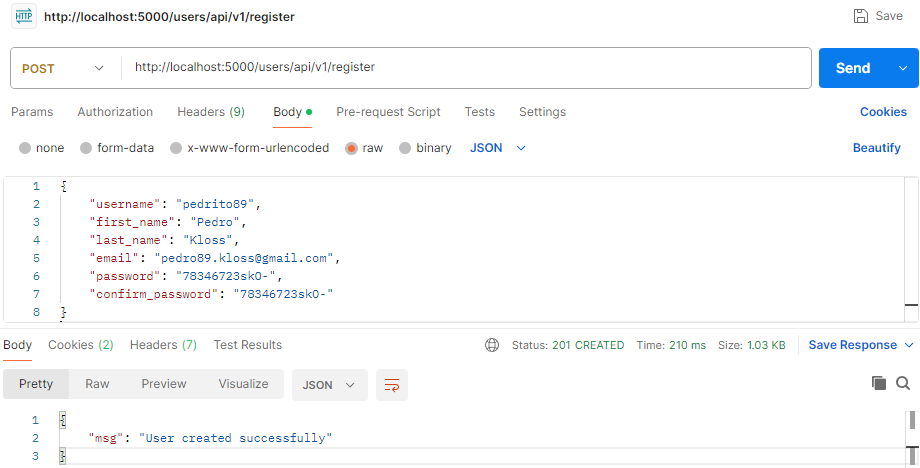 HTTP http://localhost:5000/users/api/v1/register Save
POST http://localhost:5000/users/api/v1/register Send
Params Authorization Headers (9) Body Pre-request Script Tests Settings Cookies
none form-data x-www-form-urlencoded raw binary JSON Beautify
1 {
2 "username": "pedrito89",
3 "first_name": "Pedro",
4 "last_name": "Kloss",
5 "email": "pedro89.kloss@gmail.com",
6 "password": "78346723skO-",
7 "confirm_password": "78346723skO-"
8 }
Body Cookies (2) Headers (7) Test Results Status: 201 CREATED Time: 210 ms Size: 1.03 KB Save Response
Pretty Raw Preview Visualize JSON
1 {
2 "msg": "User created successfully"
3 }